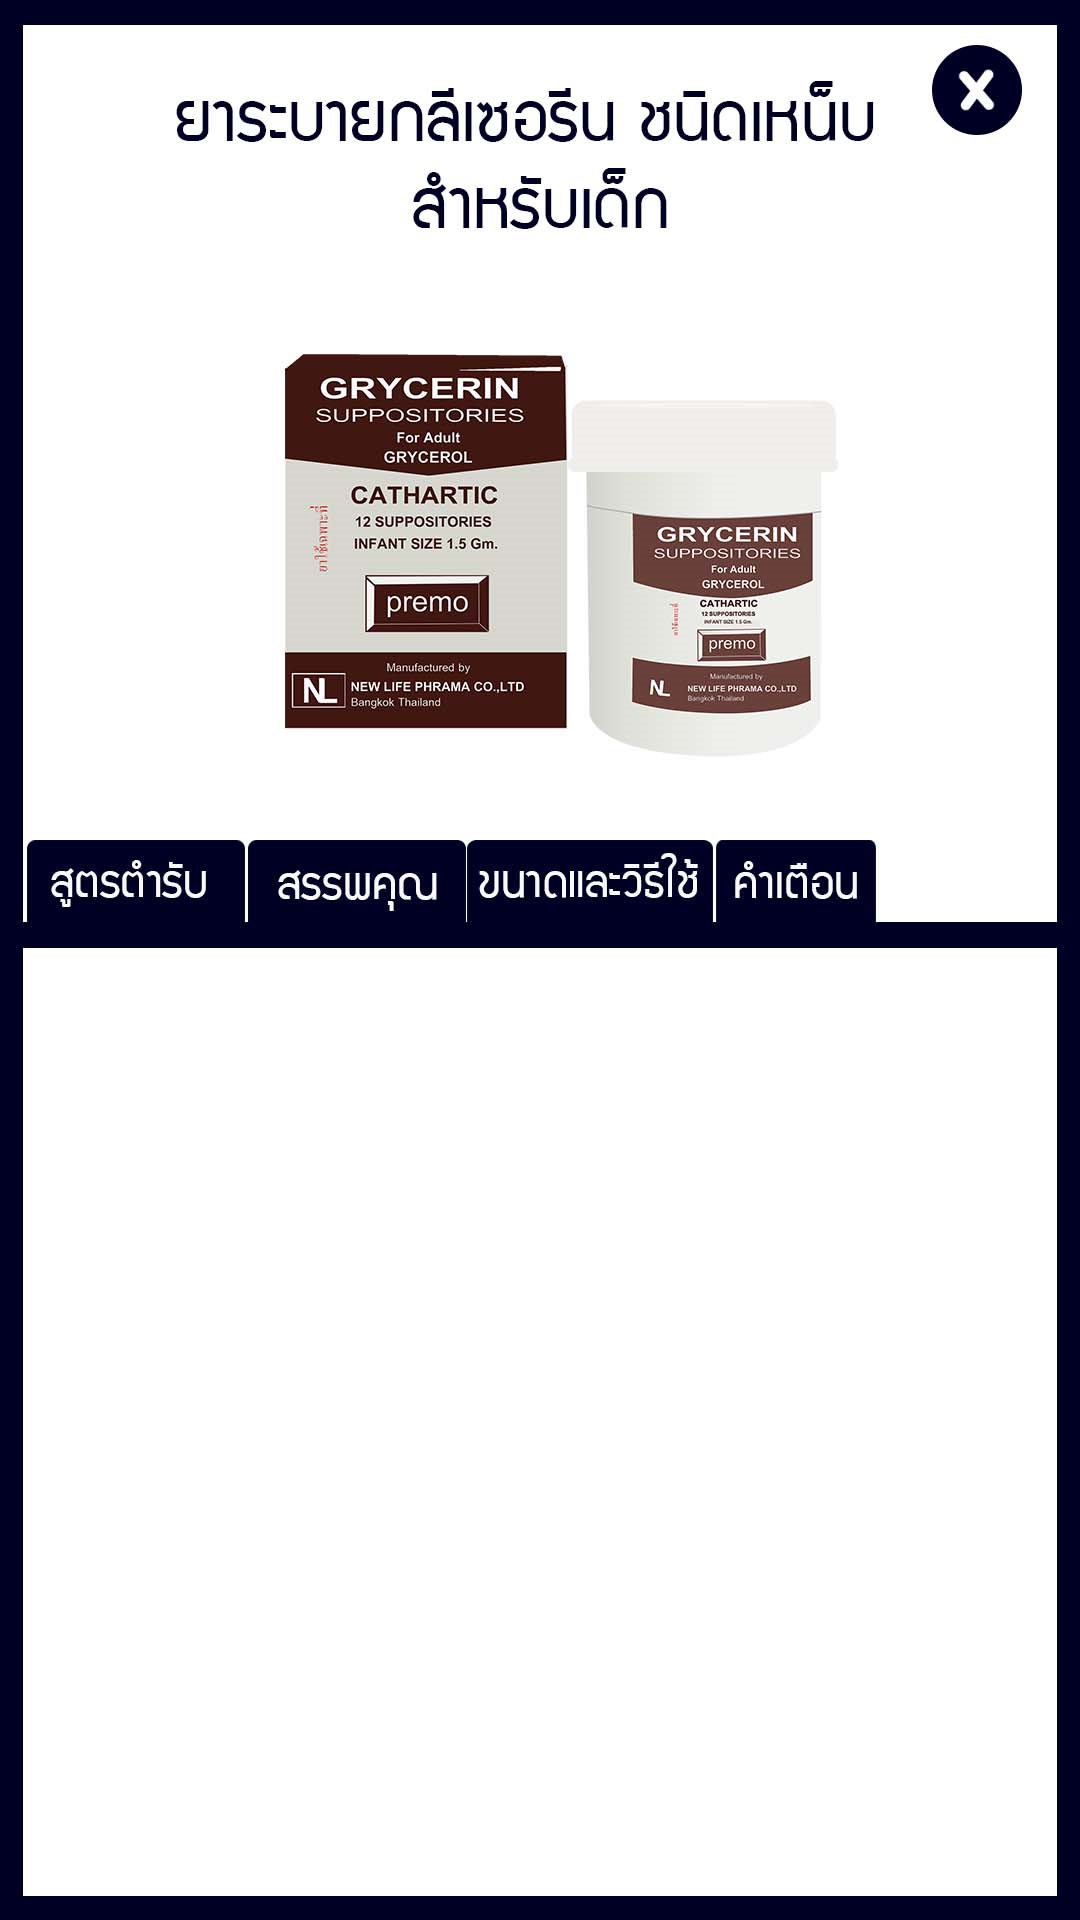 ยาระบายกลีเซอรีน ชนิดเหน็บ
สำหรับเด็ก
X
GRYCERIN
SUPPOSITORIES
For Adult
GRYCEROL
CATHARTIC
12 SUPPOSITORIES
INFANT SIZE 1.5 Gm.
premo
Manufactured by
NL
NEW LIFE PHRAMA CO.,LTD
Bangkok Thailand
GRYCERIN
SUPPOSITORIES
For Adult
GRYCEROL
CATHARTIC
12 SUPPOSITORIES
INFANT SIZE 1.5 Gm.
premo
Manufactured by
NL
NEW LIFE PHRAMA CO.,LTD
Bangkok Thailand
สูตรตำรับ
สรรพคุณ
ขนาดและวิธีใช้
คำเตือน